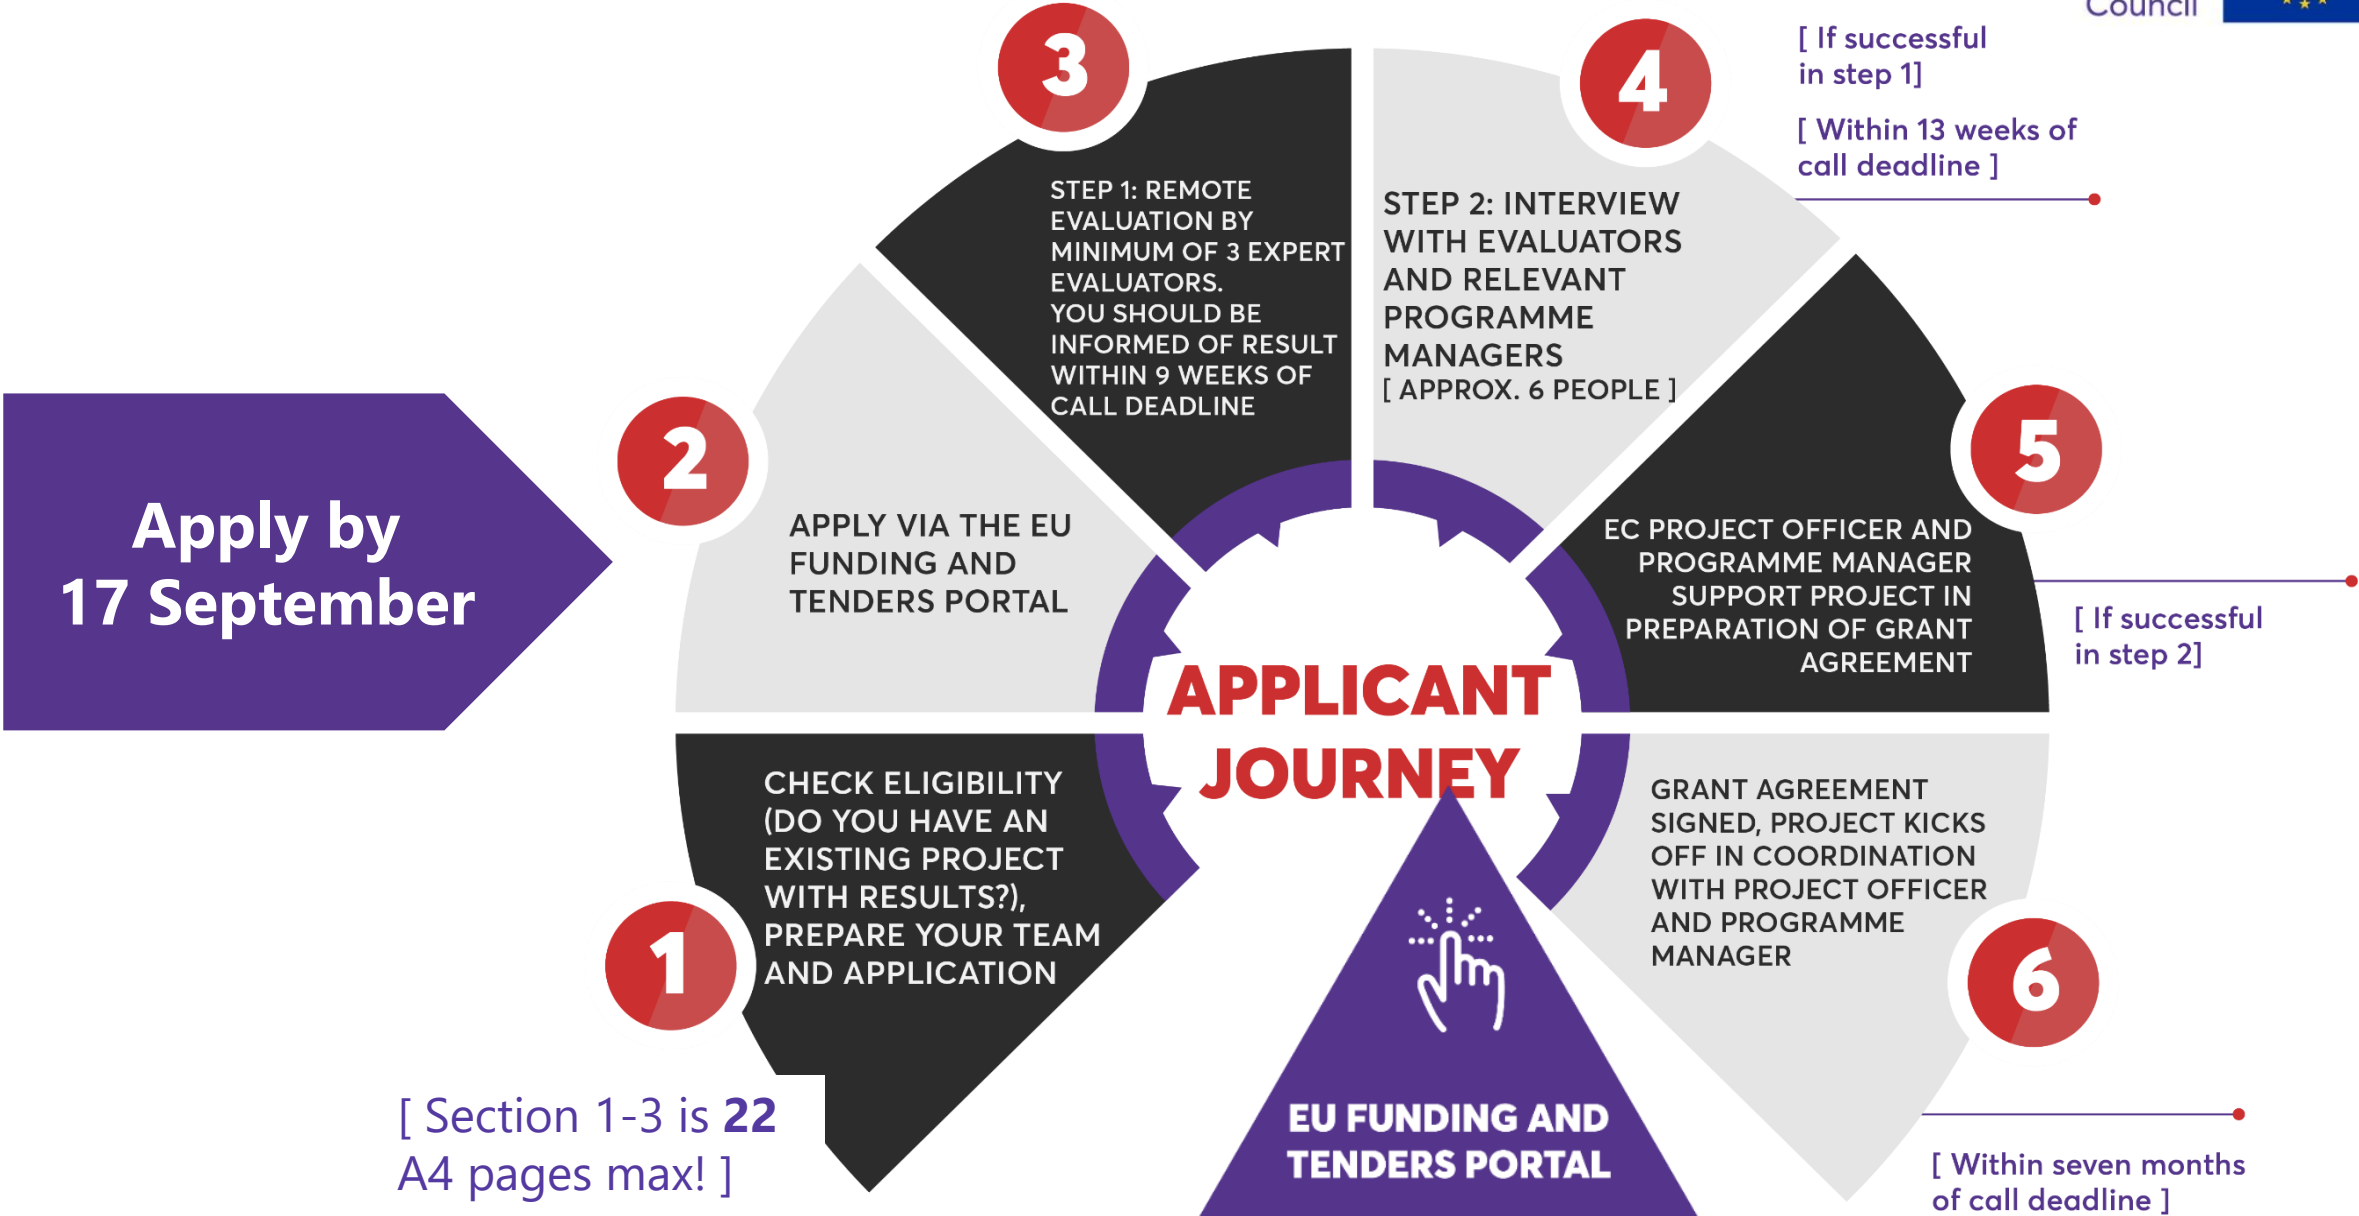 Council
[ If successful
in step 1]
[ Within 13 weeks of
call deadline ]
3
4
STEP 1: REMOTE
EVALUATION BY
MINIMUM OF 3 EXPERT
EVALUATORS.
YOU SHOULD BE
INFORMED OF RESULT
WITHIN 9 WEEKS OF
CALL DEADLINE
STEP 2: INTERVIEW
WITH EVALUATORS
AND RELEVANT
PROGRAMME
MANAGERS
[ APPROX. 6 PEOPLE ]
Apply by
17 September
2
APPLY VIA THE EU
FUNDING AND
TENDERS PORTAL
5
EC PROJECT OFFICER AND
PROGRAMME MANAGER
SUPPORT PROJECT IN
PREPARATION OF GRANT
AGREEMENT
[ If successful
in step 2]
APPLICANT
JOURNEY
1
CHECK ELIGIBILITY
(DO YOU HAVE AN
EXISTING PROJECT
WITH RESULTS?),
PREPARE YOUR TEAM
AND APPLICATION
GRANT AGREEMENT
SIGNED, PROJECT KICKS
OFF IN COORDINATION
WITH PROJECT OFFICER
AND PROGRAMME
MANAGER
6
[ Section 1-3 is 22
A4 pages max! ]
EU FUNDING AND
TENDERS PORTAL
[ Within seven months
of call deadline ]